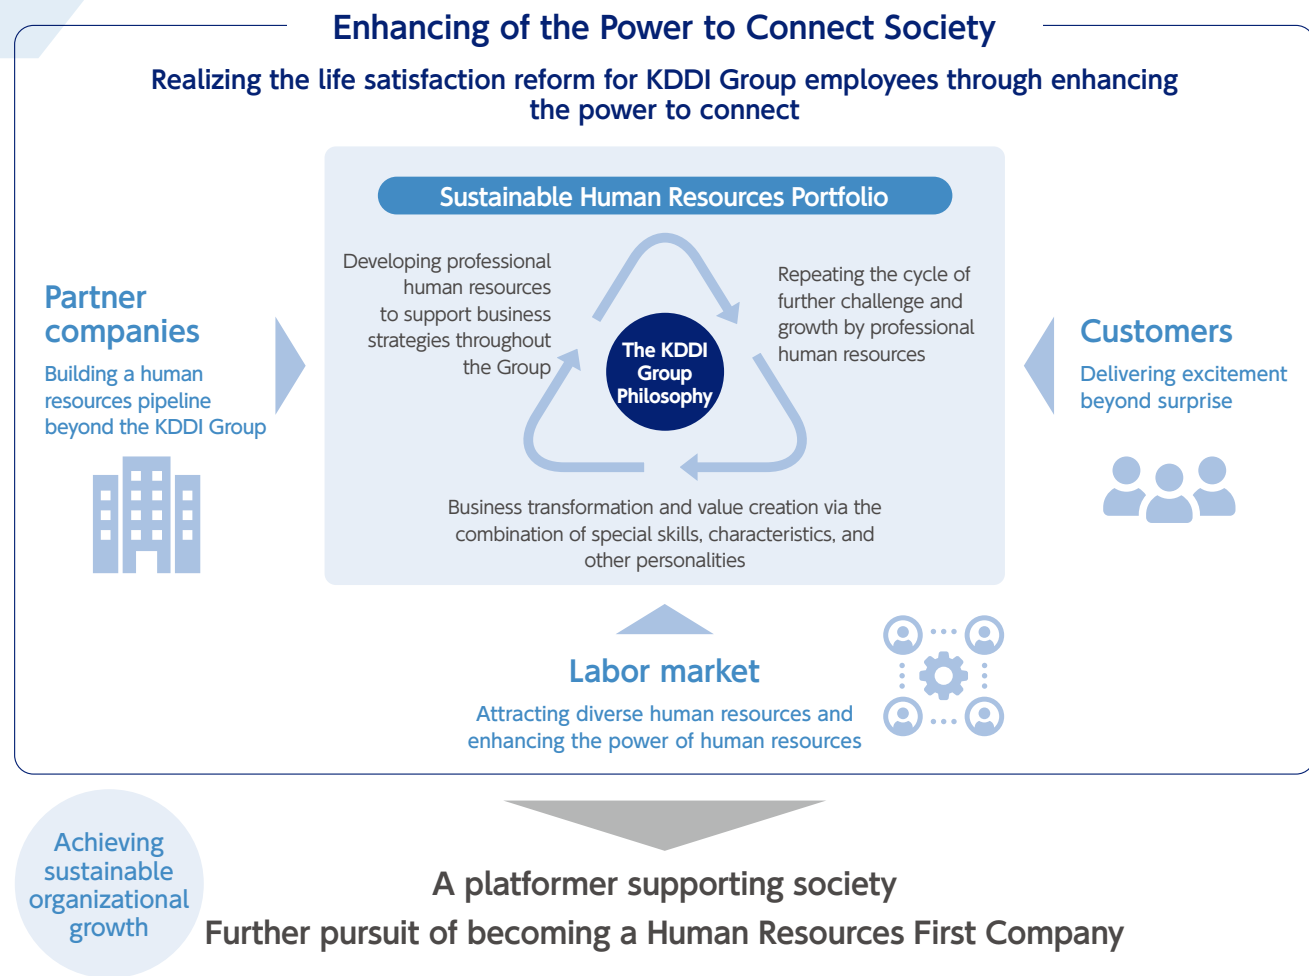 Enhancing of the Power to Connect Society
Realizing the life satisfaction reform for KDDI Group employees through enhancing
the power to connect
Sustainable Human Resources Portfolio
Developing professional
human resources
to support business
strategies throughout
the Group
Repeating the cycle of
further challenge and
growth by professional
human resources
The KDDI
Group
Philosophy
Business transformation and value creation via the
combination of special skills, characteristics, and
other personalities
Partner
companies
Building a human
resources pipeline
beyond the KDDI Group
Customers
Delivering excitement
beyond surprise
Labor market
Attracting diverse human resources and
enhancing the power of human resources
Achieving
sustainable
organizational
growth
A platformer supporting society
Further pursuit of becoming a Human Resources First Company